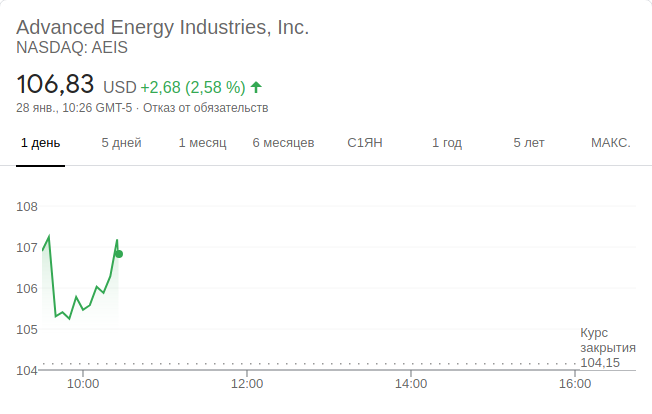 Advanced Energy Industries, Inc.
NASDAQ: AEIS
106,83 USD +2,68 (2,58 %)
28 янв., 10:26 GMT-5 · Отказ от обязательств
1 день 5 дней 1 месяц 6 месяцев С1ЯН 1 год 5 лет МАКС.
108
107
106
105
Курс
закрытия
104,15
104
10:00 12:00 14:00 16:00